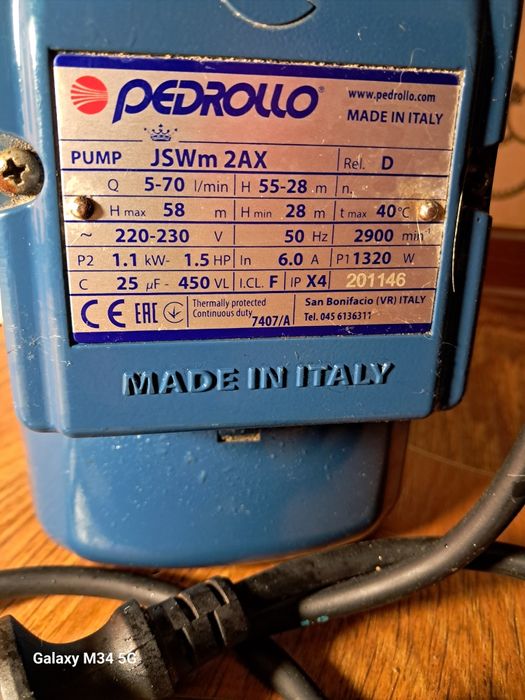 PEDROLLO®
www.pedrollo.com
MADE IN ITALY
PUMP JSWm 2AX Rel. D
Q 5-70 l/min H 55-28 m n.
H max 58 m H min 28 m t max 40°C
~ 220-230 V 50 Hz 2900 min-1
P2 1.1 kW- 1.5 HP In 6.0 A P1 1320 W
C 25 µF - 450 VL I.CL. F IP X4 201146
CE EAC Thermally protected
Continuous duty 7407/A
San Bonifacio (VR) ITALY
Tel. 045 6136311
MADE IN ITALY
Galaxy M34 5G